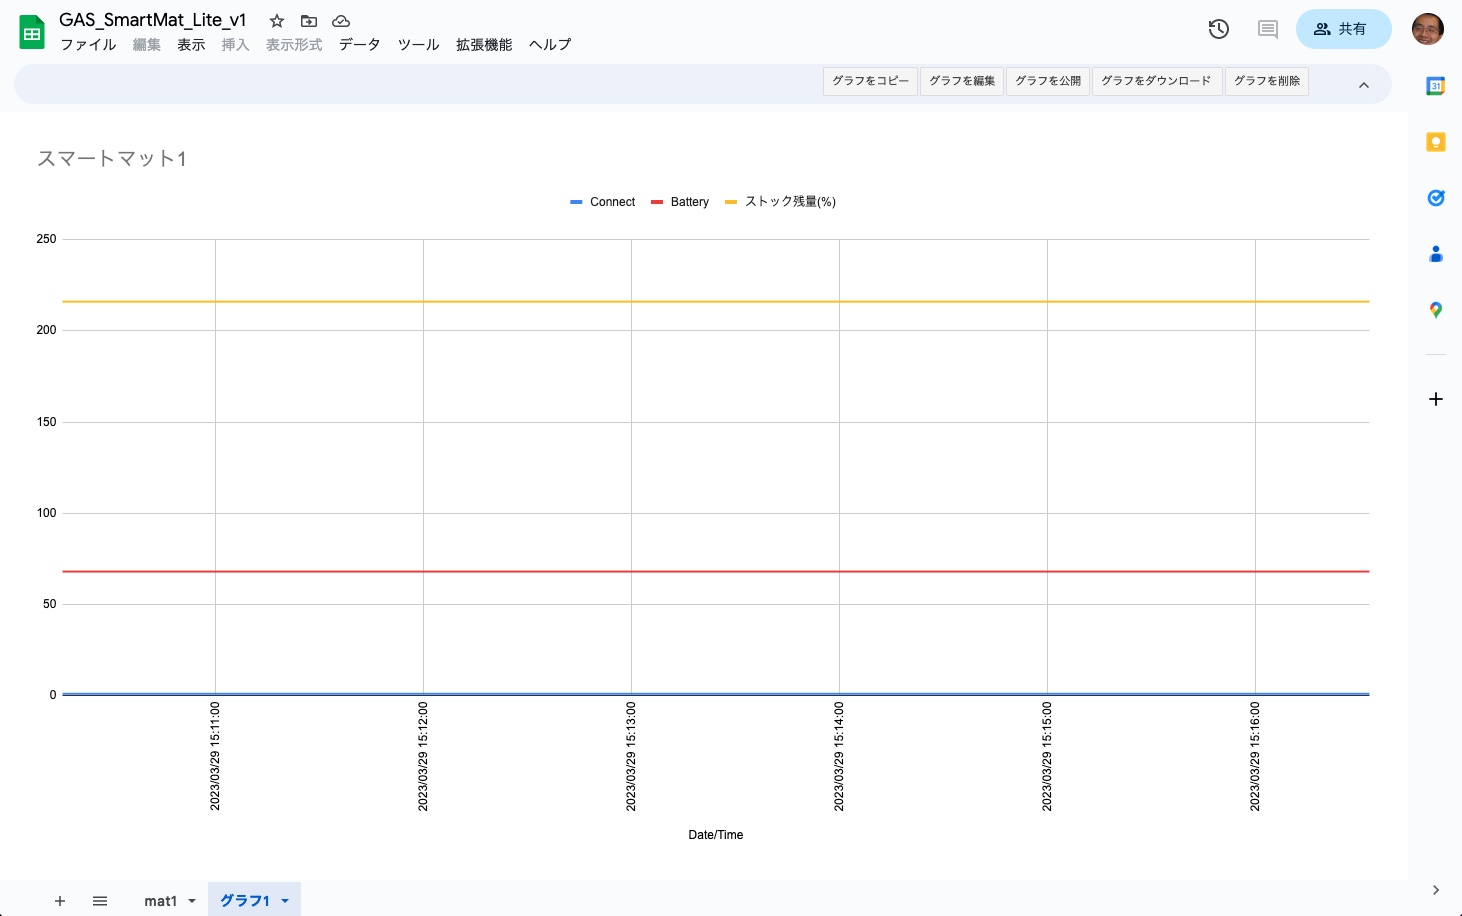 GAS_SmartMat_Lite_v1
ファイル 編集 表示 挿入 表示形式 データ ツール 拡張機能 ヘルプ
共有
グラフをコピー グラフを編集 グラフを公開 グラフをダウンロード グラフを削除
31
スマートマット1
Connect Battery ストック残量(%)
250
200
150
100
50
0
2023/03/29 15:11:00
2023/03/29 15:12:00
2023/03/29 15:13:00
2023/03/29 15:14:00
2023/03/29 15:15:00
2023/03/29 15:16:00
Date/Time
mat1 グラフ1